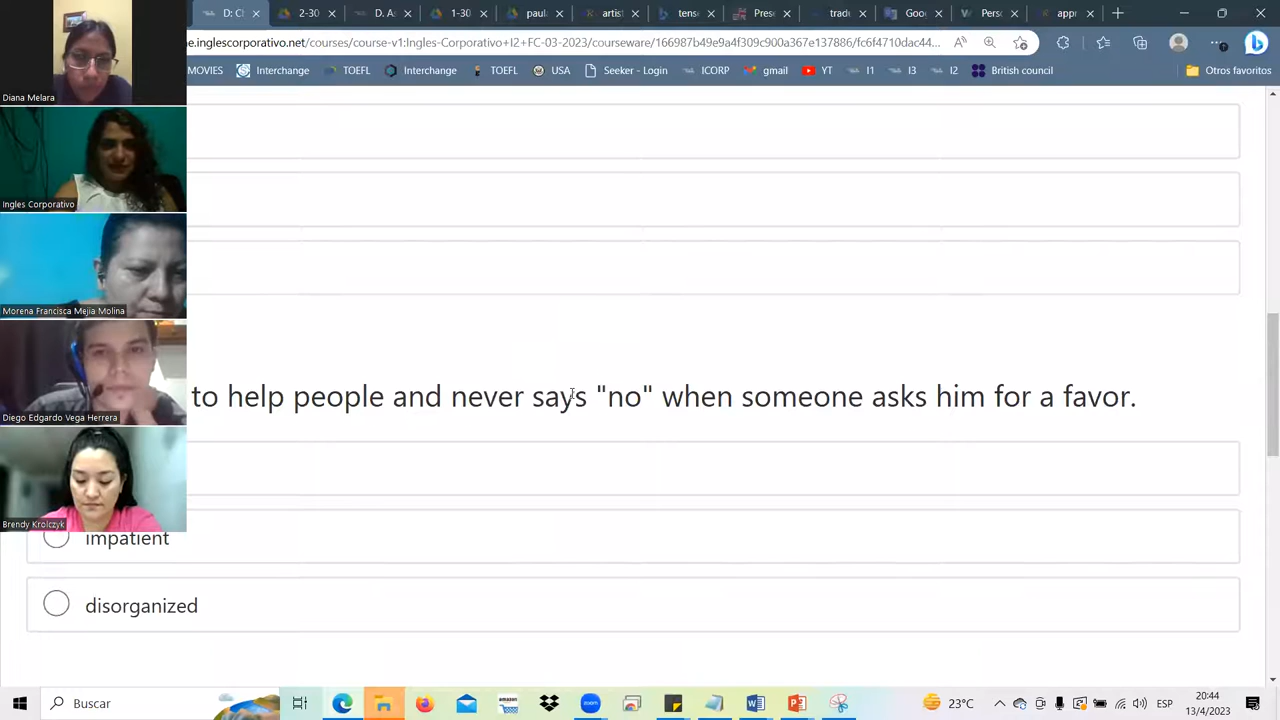 D: Cl
2-30
D. As
1-30
paul
artis
tens
Pres
trad
Goo
W Pers
appr
e.inglescorporativo.net/courses/course-v1:Ingles-Corporativo+I2+FC-03-2023/courseware/166987b49e9a4f309c900a367e137886/fc6f4710dac44...
MOVIES
Interchange
TOEFL
Interchange
TOEFL
USA
Seeker - Login
ICORP
gmail
YT
I1
I3
I2
British council
Otros favoritos
Diana Melara
Ingles Corporativo
Morena Francisca Mejia Molina
to help people and never says "no" when someone asks him for a favor.
Diego Edgardo Vega Herrera
Brendy Krolczyk
impatient
disorganized
Buscar
amazon
zoom
23°C
ESP
20:44
13/4/2023